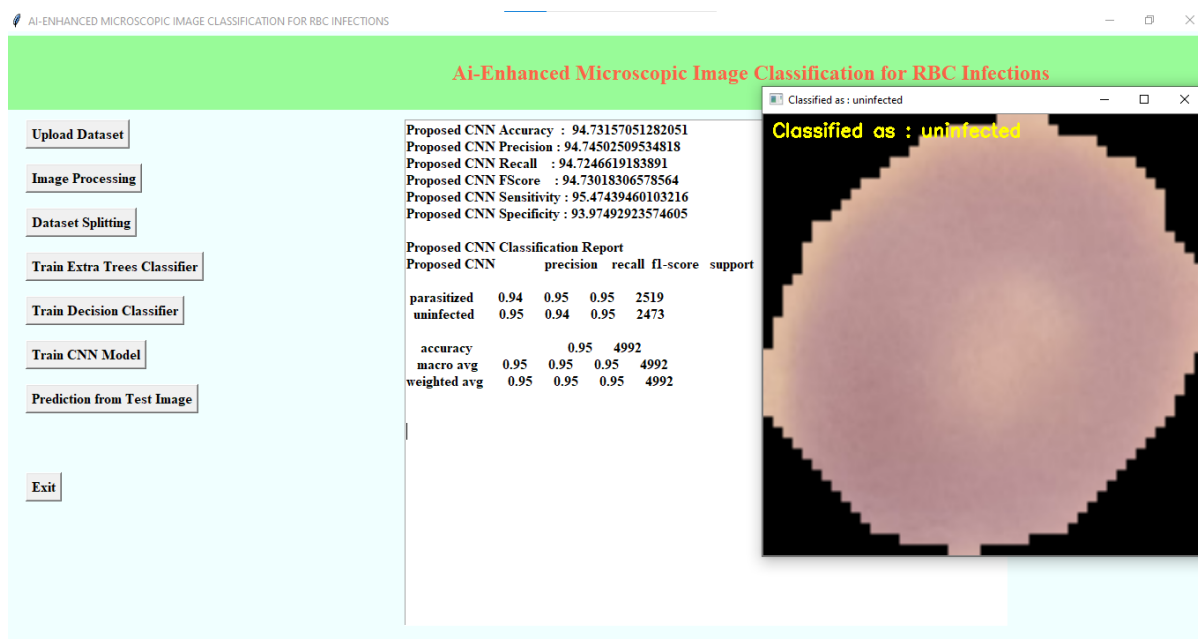 AI-ENHANCED MICROSCOPIC IMAGE CLASSIFICATION FOR RBC INFECTIONS
Ai-Enhanced Microscopic Image Classification for RBC Infections
Upload Dataset
Image Processing
Dataset Splitting
Train Extra Trees Classifier
Train Decision Classifier
Train CNN Model
Prediction from Test Image
Exit
Proposed CNN Accuracy : 94.73157051282051
Proposed CNN Precision : 94.74502509534818
Proposed CNN Recall : 94.7246619183891
Proposed CNN FScore : 94.73018306578564
Proposed CNN Sensitivity : 95.47439460103216
Proposed CNN Specificity : 93.97492923574605
Proposed CNN Classification Report
Proposed CNN precision recall f1-score support
parasitized 0.94 0.95 0.95 2519
uninfected 0.95 0.94 0.95 2473
accuracy 0.95 4992
macro avg 0.95 0.95 0.95 4992
weighted avg 0.95 0.95 0.95 4992
Classified as : uninfected
Classified as : uninfected